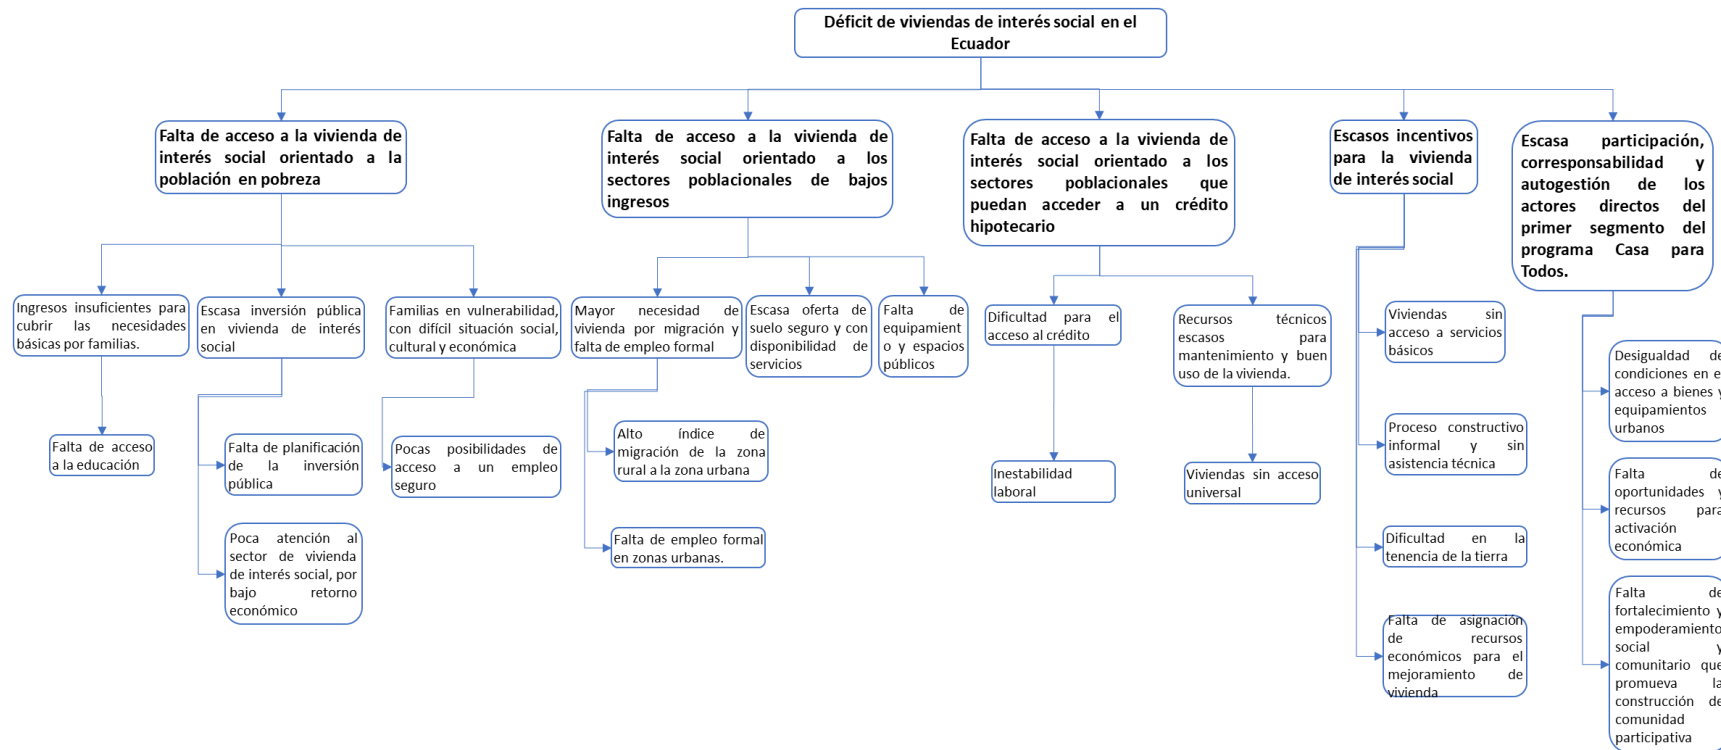 Déficit de viviendas de interés social en el
Ecuador
Falta de acceso a la vivienda de
interés social orientado a la
población en pobreza
Falta de acceso a la vivienda de
interés social orientado a los
sectores poblacionales de bajos
ingresos
Falta de acceso a la vivienda de
interés social orientado a los
sectores poblacionales que
puedan acceder a un crédito
hipotecario
Escasos incentivos
para la vivienda
de interés social
Escasa participación,
corresponsabilidad y
autogestión de los
actores directos del
primer segmento del
programa Casa para
Todos.
Ingresos insuficientes para
cubrir las necesidades
básicas por familias.
Escasa inversión pública
en vivienda de interés
social
Familias en vulnerabilidad,
con difícil situación social,
cultural y económica
Mayor necesidad de
vivienda por migración y
falta de empleo formal
Escasa oferta de
suelo seguro y con
disponibilidad de
servicios
Falta de
equipament
o y espacios
públicos
Dificultad para el
acceso al crédito
Recursos técnicos
escasos para
mantenimiento y buen
uso de la vivienda.
Viviendas sin
acceso a servicios
básicos
Desigualdad de
condiciones en el
acceso a bienes y
equipamientos
urbanos
Falta de acceso
a la educación
Falta de planificación
de la inversión
pública
Pocas posibilidades de
acceso a un empleo
seguro
Alto índice de
migración de la zona
rural a la zona urbana
Inestabilidad
laboral
Viviendas sin acceso
universal
Proceso constructivo
informal y sin
asistencia técnica
Falta de
oportunidades y
recursos para
activación
económica
Poca atención al
sector de vivienda
de interés social, por
bajo retorno
económico
Falta de empleo formal
en zonas urbanas.
Dificultad en la
tenencia de la tierra
Falta de asignación
de recursos
económicos para el
mejoramiento de
vivienda
Falta de
fortalecimiento y
empoderamiento
social y
comunitario que
promueva la
construcción de
comunidad
participativa